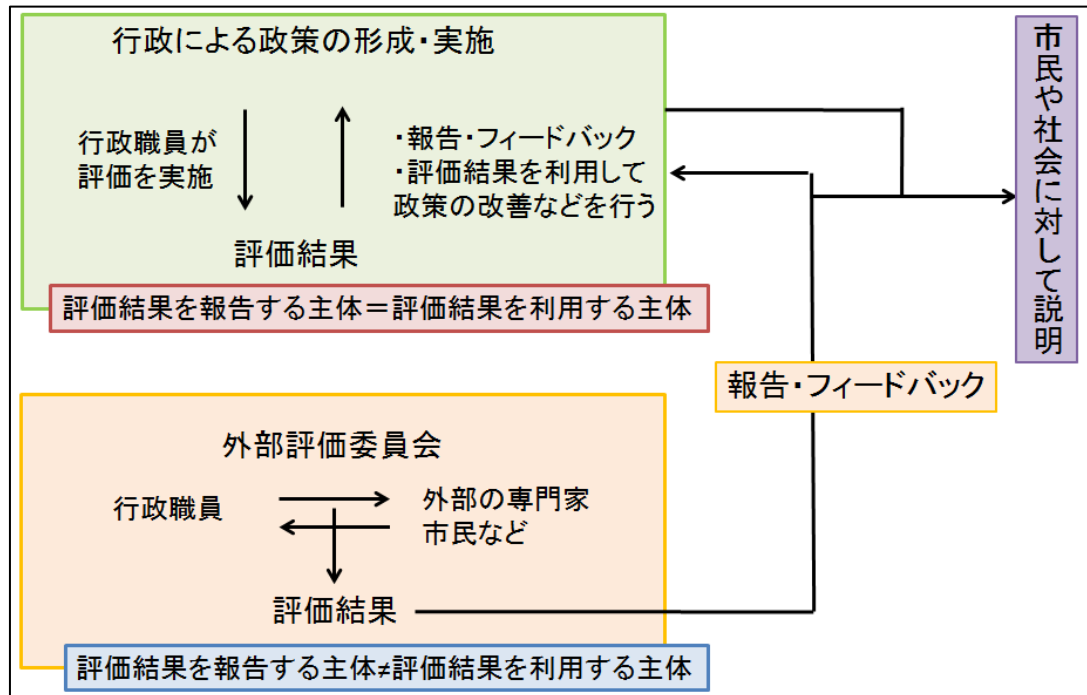 行政による政策の形成・実施
行政職員が
評価を実施
・報告・フィードバック
・評価結果を利用して
政策の改善などを行う
評価結果
評価結果を報告する主体＝評価結果を利用する主体
市民や社会に対して説明
報告・フィードバック
外部評価委員会
行政職員
外部の専門家
市民など
評価結果
評価結果を報告する主体≠評価結果を利用する主体